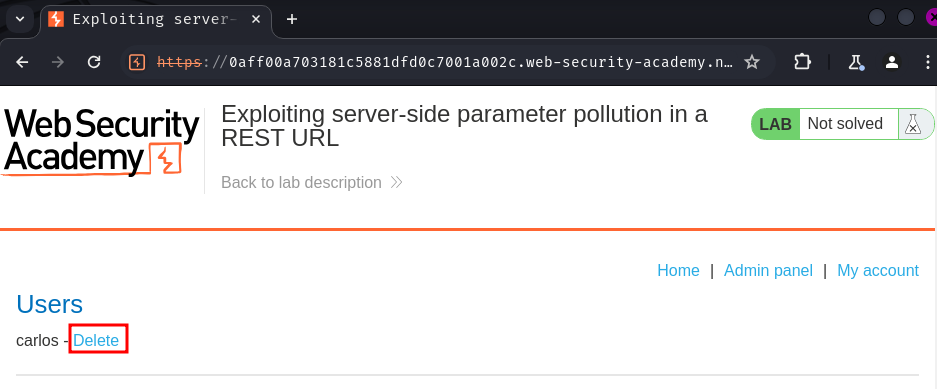 Exploiting server-
https://0aff00a703181c5881dfd0c7001a002c.web-security-academy.n…
Web Security
Academy
Exploiting server-side parameter pollution in a
REST URL
LAB Not solved
Back to lab description
Home | Admin panel | My account
Users
carlos - Delete